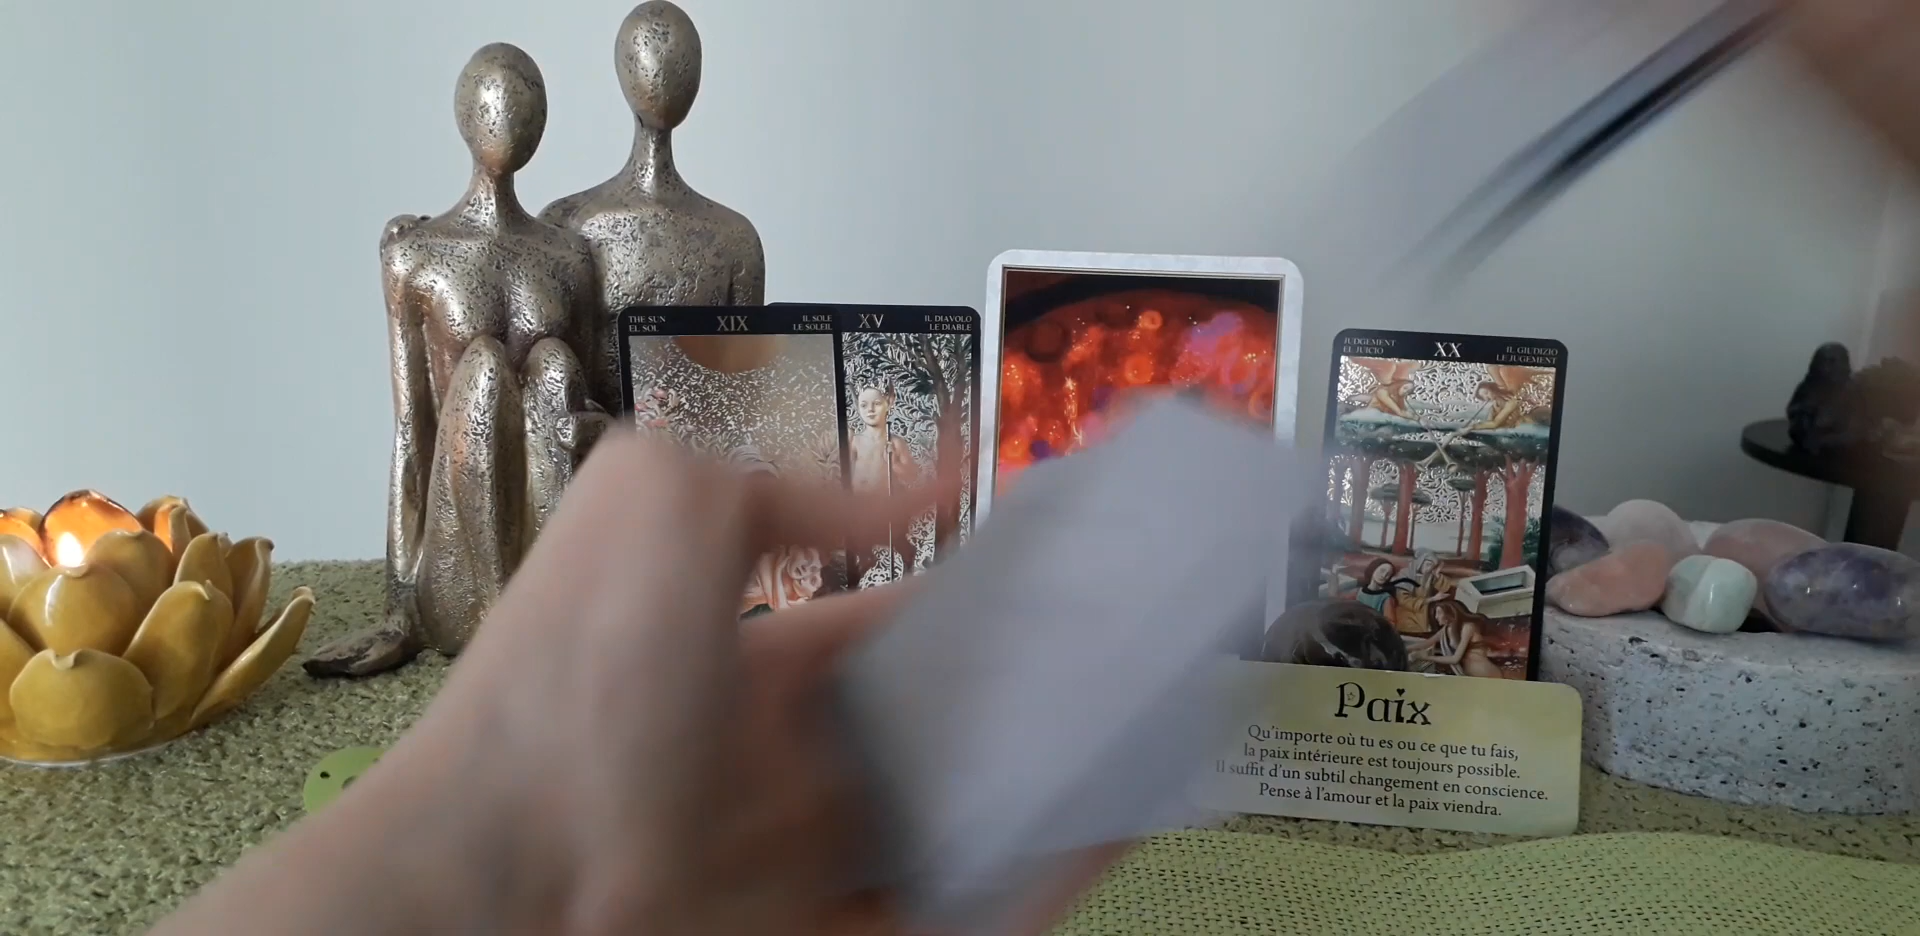 THE SUN
EL SOL
XIX
IL SOLE
LE SOLEIL
XV
IL DIAVOLO
LE DIABLE
JUDGEMENT
EL JUICIO
XX
IL GIUDIZIO
LE JUGEMENT
Paix
Qu'importe où tu es ou ce que tu fais,
la paix intérieure est toujours possible.
Il suffit d'un subtil changement en conscience.
Pense à l'amour et la paix viendra.